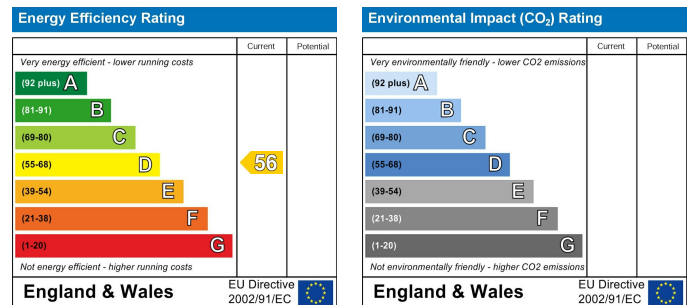 Energy Efficiency Rating
Current Potential
Very energy efficient - lower running costs
(92 plus) A
(81-91) B
(69-80) C
(55-68) D
56
(39-54) E
(21-38) F
(1-20) G
Not energy efficient - higher running costs
England & Wales
EU Directive
2002/91/EC
Environmental Impact (CO2) Rating
Current Potential
Very environmentally friendly - lower CO2 emissions
(92 plus) A
(81-91) B
(69-80) C
(55-68) D
(39-54) E
(21-38) F
(1-20) G
Not environmentally friendly - higher CO2 emissions
England & Wales
EU Directive
2002/91/EC